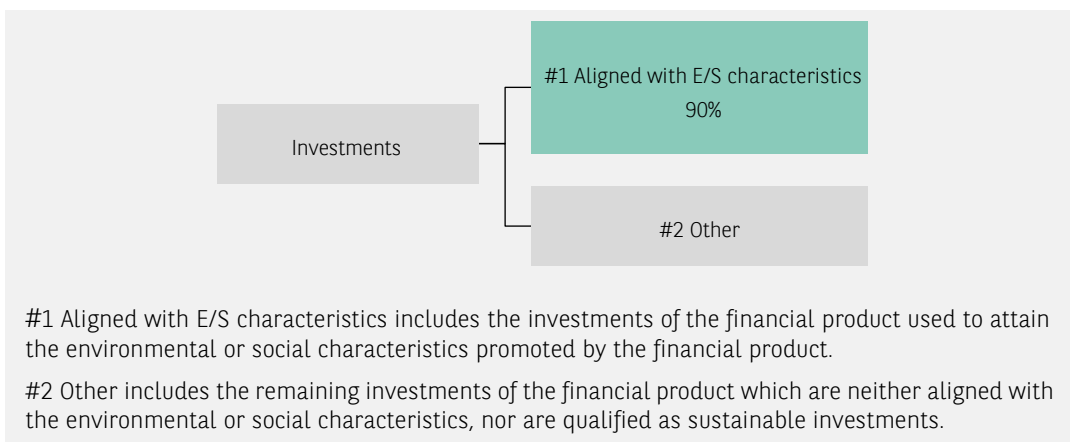 #1 Aligned with E/S characteristics
90%
Investments
#2 Other
#1 Aligned with E/S characteristics includes the investments of the financial product used to attain
the environmental or social characteristics promoted by the financial product.
#2 Other includes the remaining investments of the financial product which are neither aligned with
the environmental or social characteristics, nor are qualified as sustainable investments.